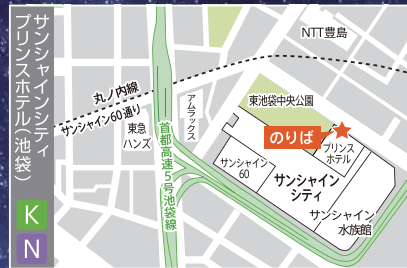 サンシャインシティ
プリンスホテル(池袋)
K
N
NTT豊島
丸ノ内線
サンシャイン60通り
東急
ハンズ
アムラックス
首都高速5号池袋線
東池袋中央公園
のりば
プリンス
ホテル
サンシャイン
60
サンシャイン
シティ
サンシャイン
水族館